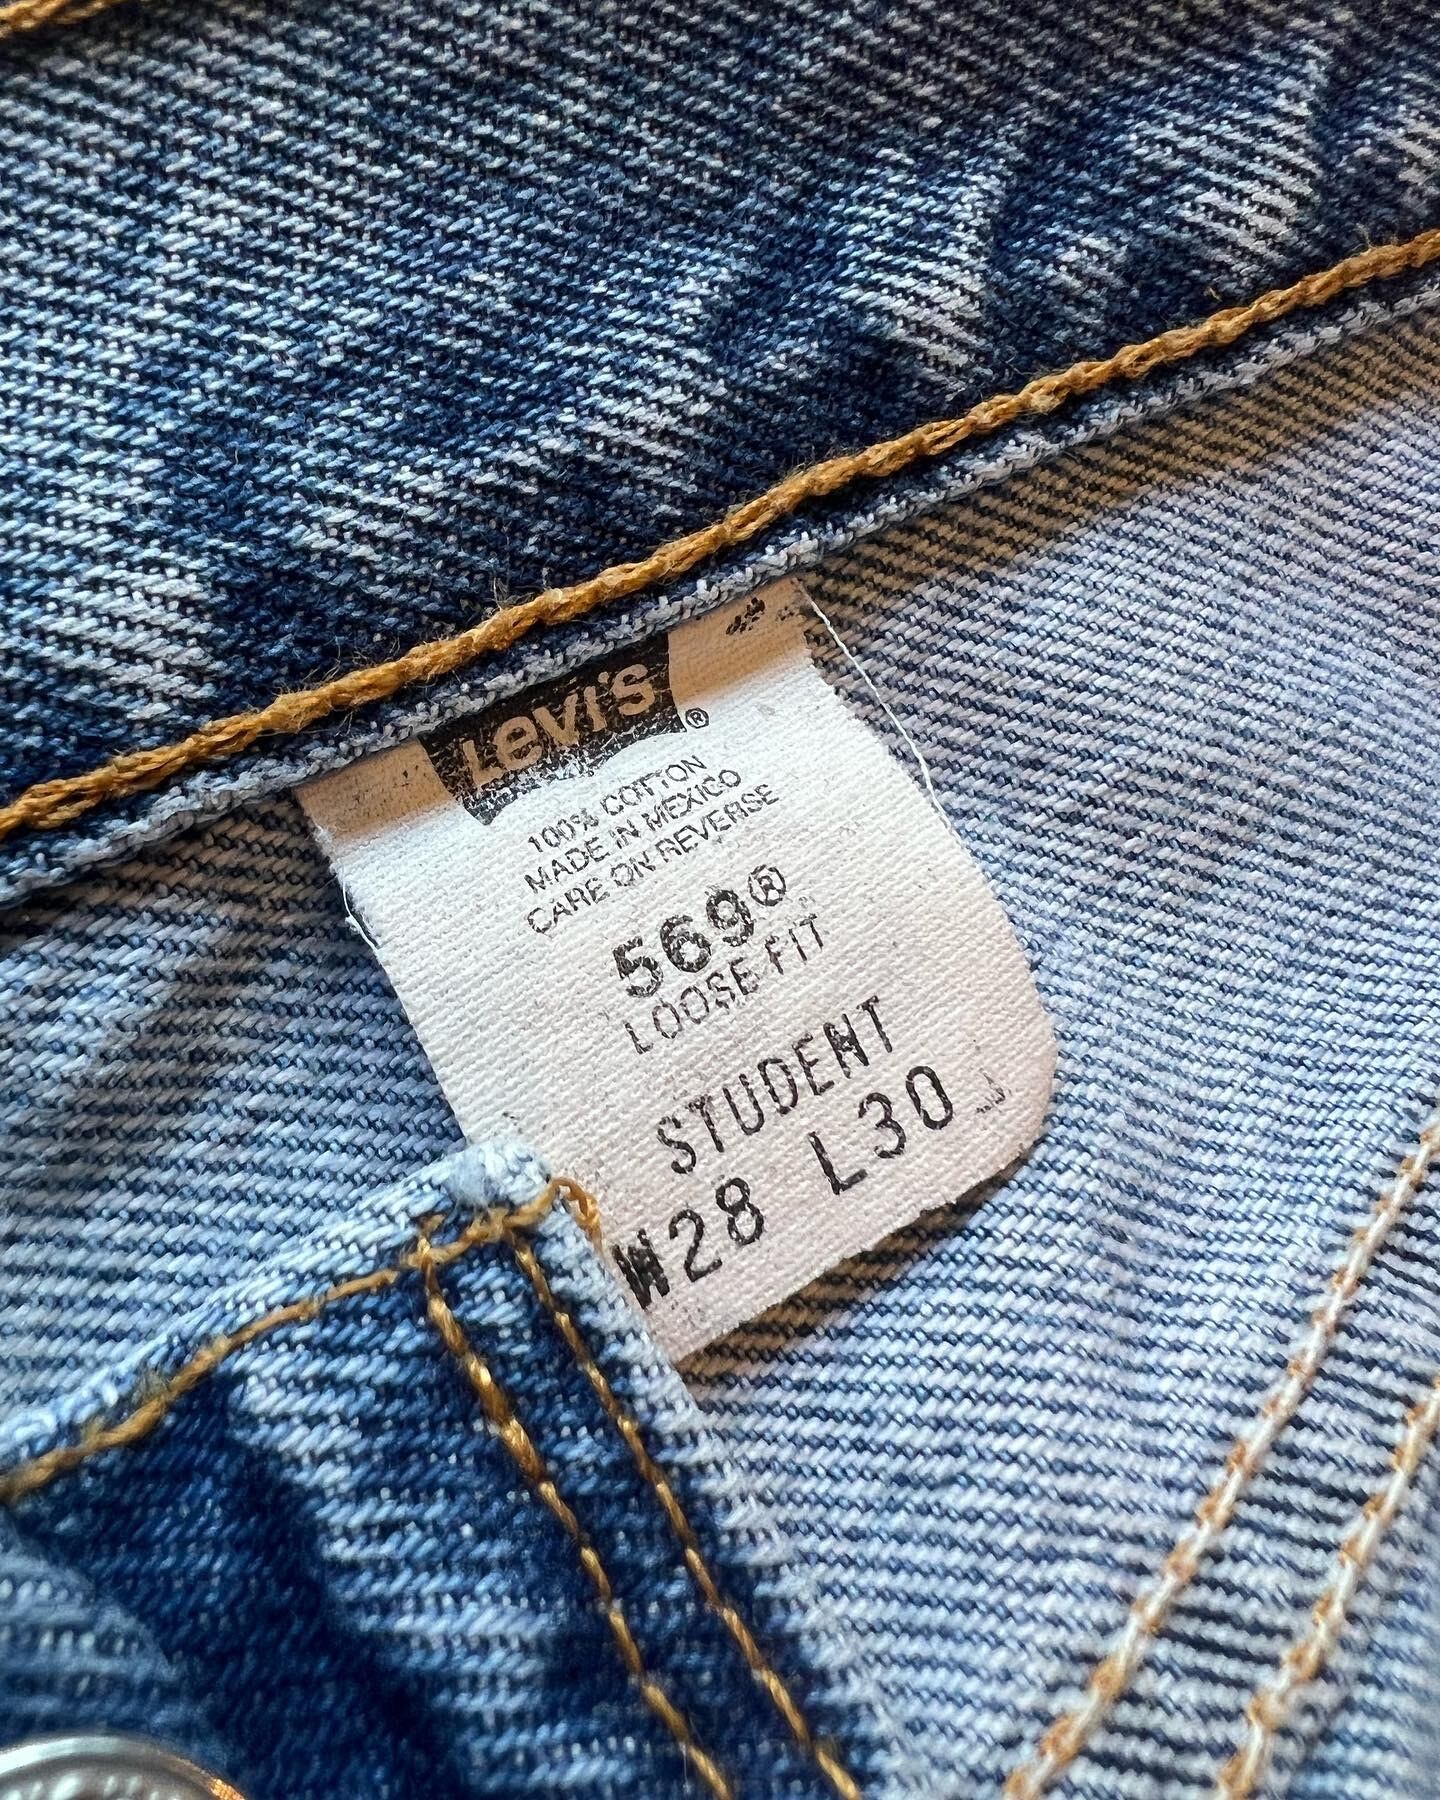 Levi's®
100% COTTON
MADE IN MEXICO
CARE ON REVERSE
569®
LOOSE FIT
STUDENT
W28 L30